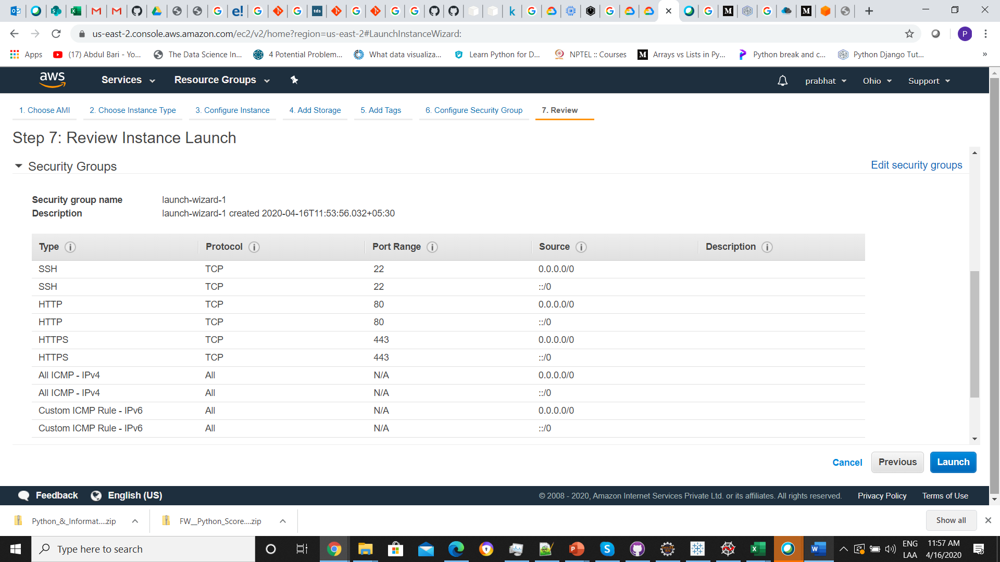 us-east-2.console.aws.amazon.com/ec2/v2/home?region=us-east-2#LaunchInstanceWizard:
P
Apps (17) Abdul Bari - Yo... The Data Science In... 4 Potential Problem... What data visualiza... Learn Python for D... NPTEL :: Courses Arrays vs Lists in Py... Python break and c... Python Django Tut... »
aws Services Resource Groups prabhat Ohio Support
1. Choose AMI 2. Choose Instance Type 3. Configure Instance 4. Add Storage 5. Add Tags 6. Configure Security Group 7. Review
Step 7: Review Instance Launch
Security Groups Edit security groups
Security group name launch-wizard-1
Description launch-wizard-1 created 2020-04-16T11:53:56.032+05:30
Type Protocol Port Range Source Description
SSH TCP 22 0.0.0.0/0
SSH TCP 22 ::/0
HTTP TCP 80 0.0.0.0/0
HTTP TCP 80 ::/0
HTTPS TCP 443 0.0.0.0/0
HTTPS TCP 443 ::/0
All ICMP - IPv4 All N/A 0.0.0.0/0
All ICMP - IPv4 All N/A ::/0
Custom ICMP Rule - IPv6 All N/A 0.0.0.0/0
Custom ICMP Rule - IPv6 All N/A ::/0
Cancel Previous Launch
Feedback English (US) © 2008 - 2020, Amazon Internet Services Private Ltd. or its affiliates. All rights reserved. Privacy Policy Terms of Use
Python_&_Informat....zip FW__Python_Score....zip Show all
Type here to search
ENG 11:57 AM
LAA 4/16/2020